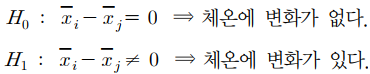 H₀ : x̄ᵢ − x̄ⱼ = 0 ⇒ 체온에 변화가 없다.
H₁ : x̄ᵢ − x̄ⱼ ≠ 0 ⇒ 체온에 변화가 있다.